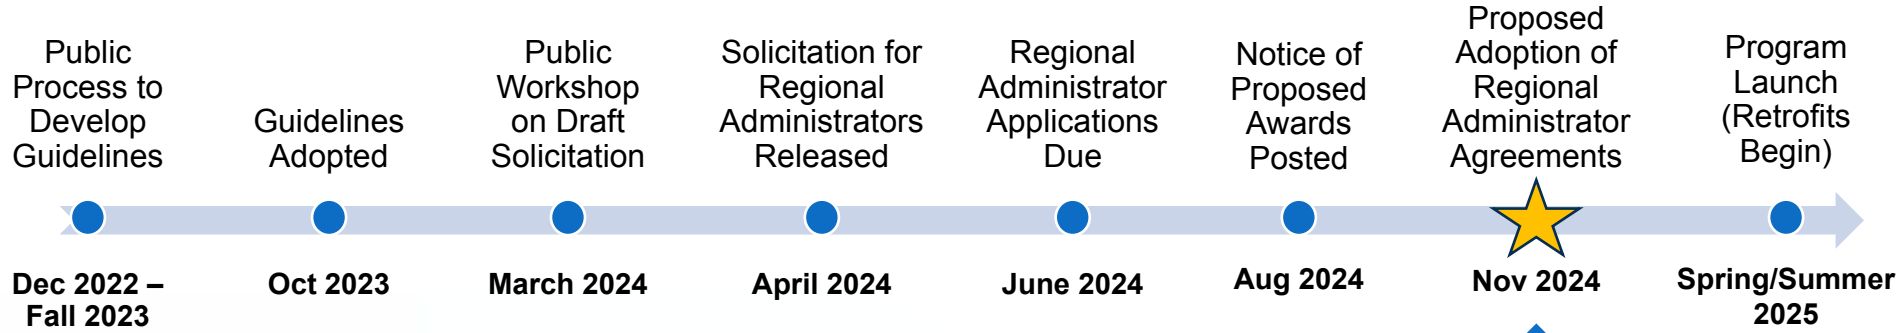 Public
Process to
Develop
Guidelines
Dec 2022 –
Fall 2023
Guidelines
Adopted
Oct 2023
Public
Workshop
on Draft
Solicitation
March 2024
Solicitation for
Regional
Administrators
Released
April 2024
Regional
Administrator
Applications
Due
June 2024
Notice of
Proposed
Awards
Posted
Aug 2024
Proposed
Adoption of
Regional
Administrator
Agreements
Nov 2024
Program
Launch
(Retrofits
Begin)
Spring/Summer
2025